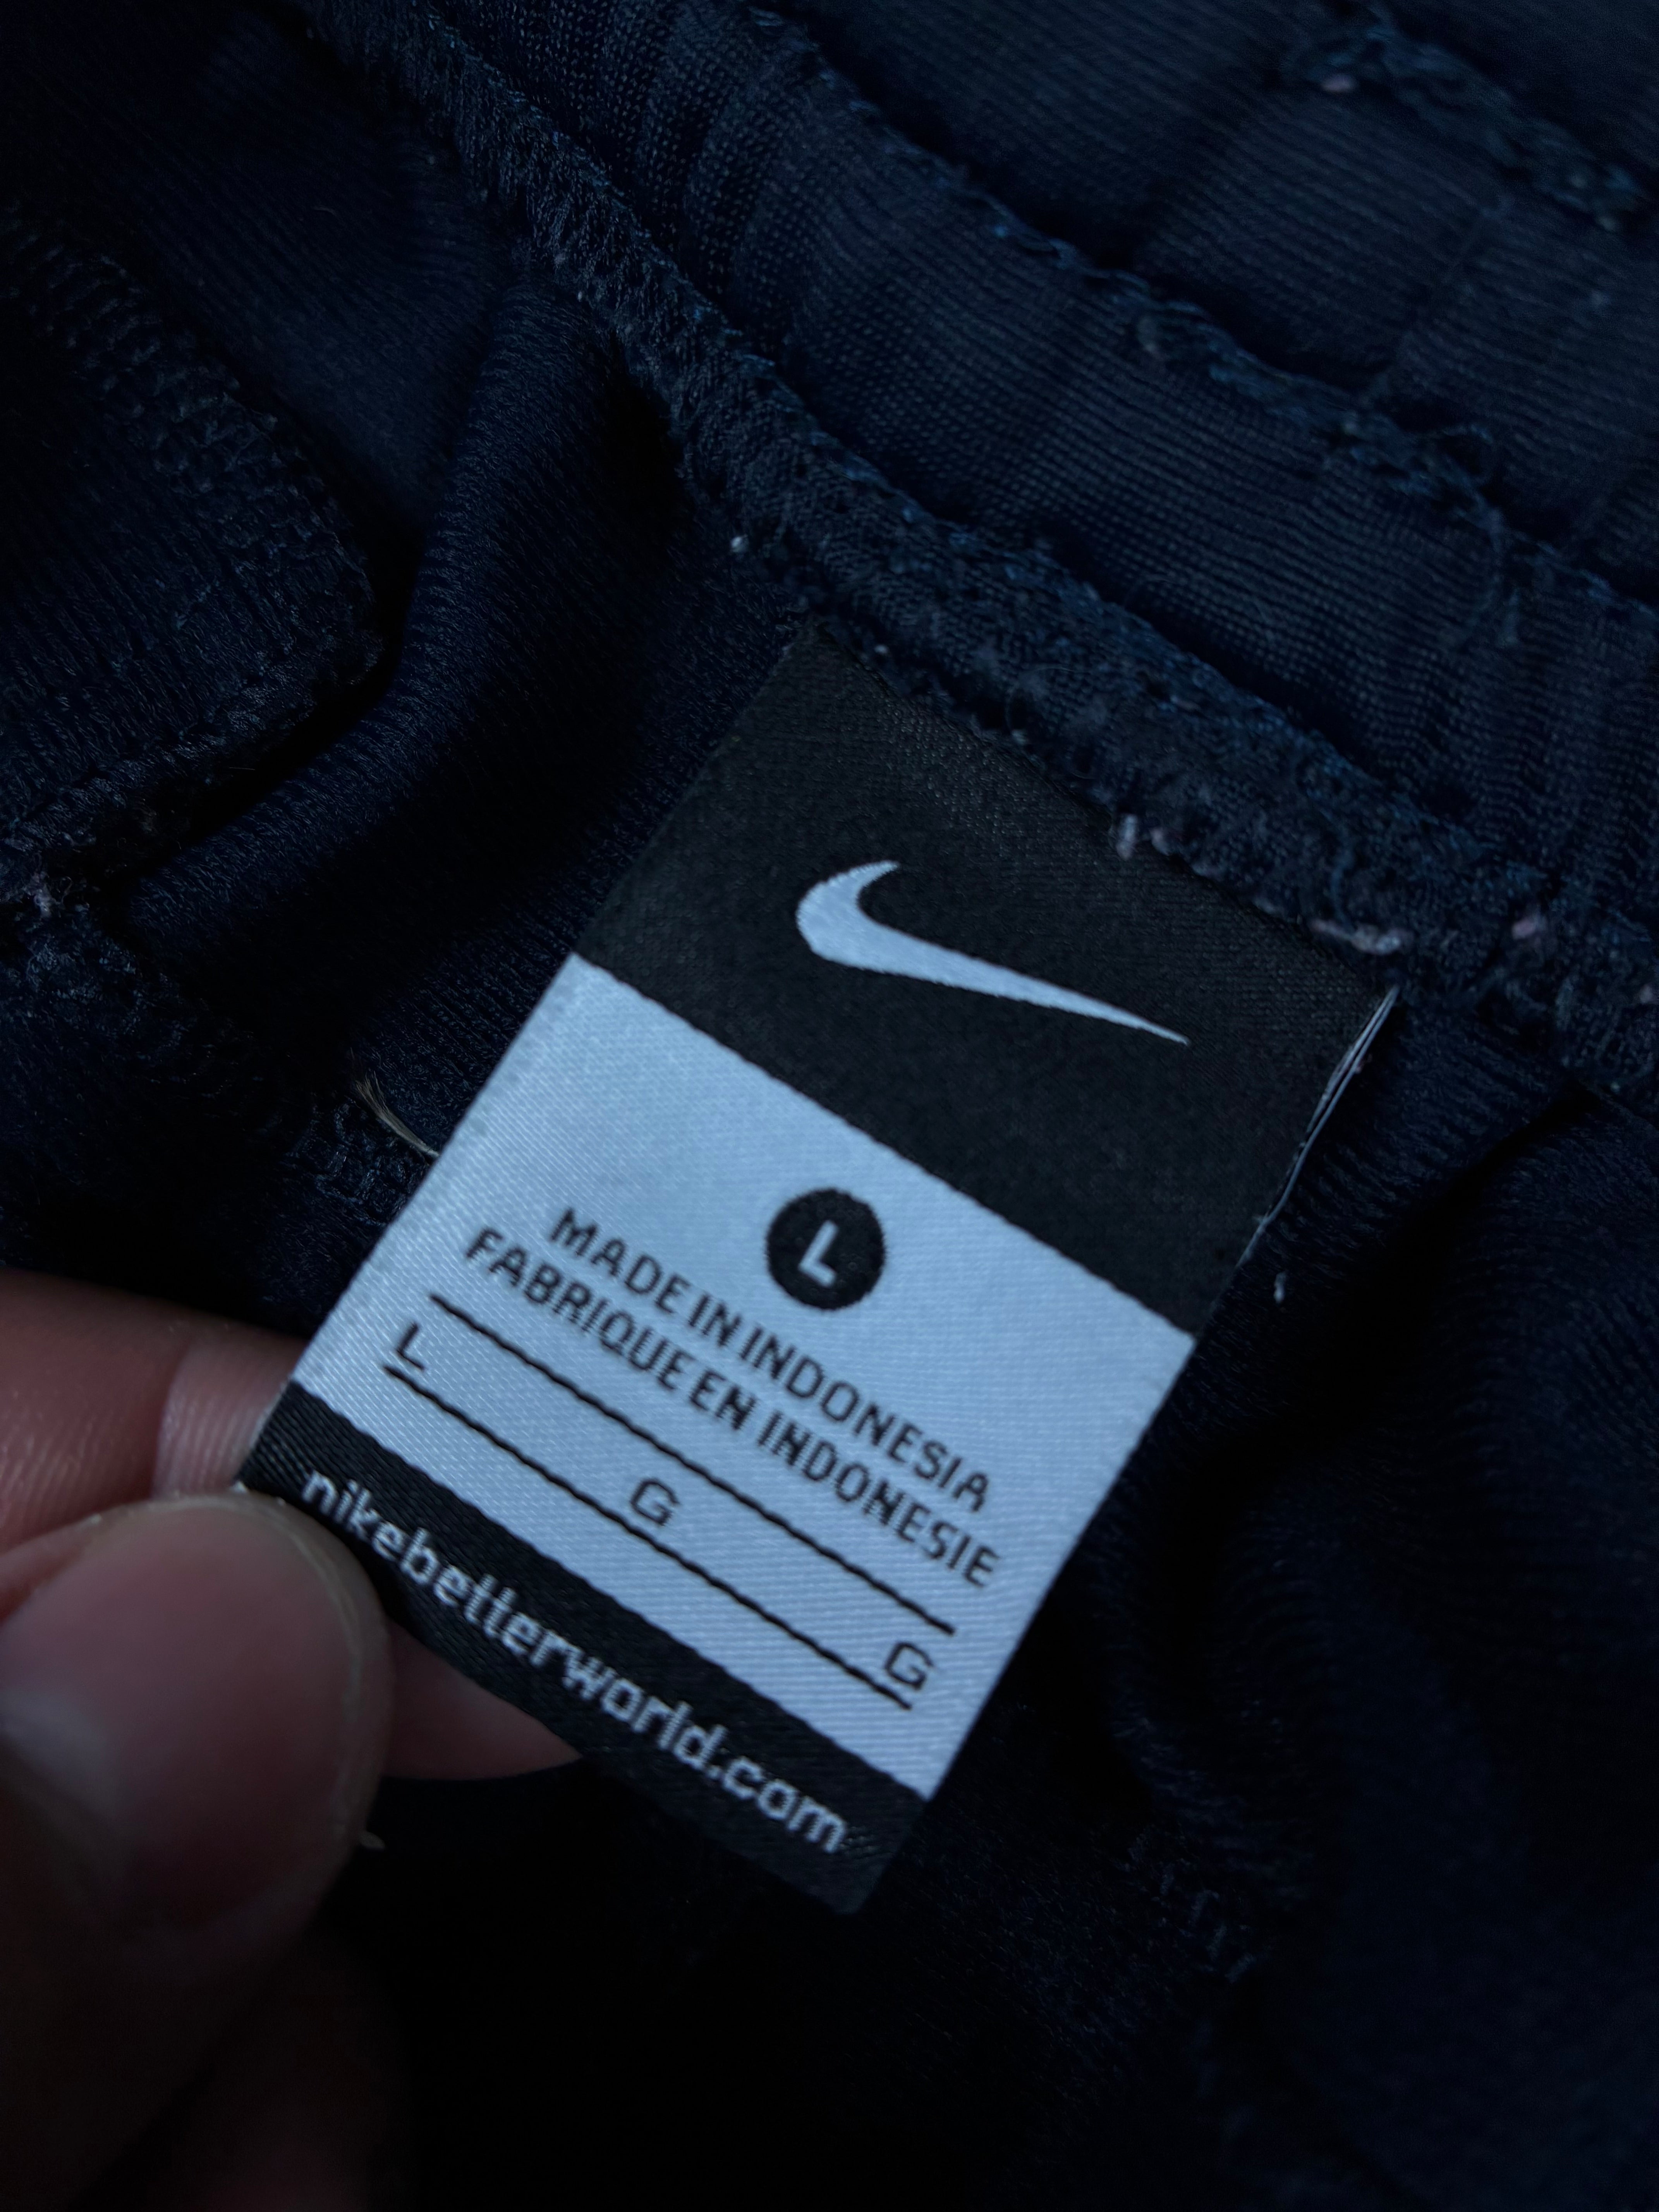 L
MADE IN INDONESIA
FABRIQUE EN INDONESIE
L G G
nikebetterworld.com